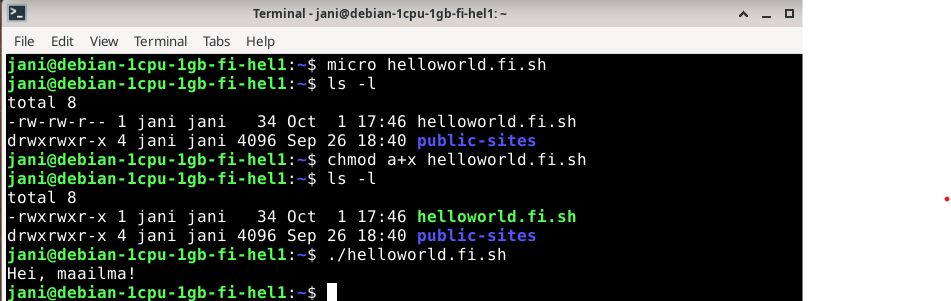 Terminal - jani@debian-1cpu-1gb-fi-hel1: ~
File Edit View Terminal Tabs Help
jani@debian-1cpu-1gb-fi-hel1:~$ micro helloworld.fi.sh
jani@debian-1cpu-1gb-fi-hel1:~$ ls -l
total 8
-rw-rw-r-- 1 jani jani   34 Oct  1 17:46 helloworld.fi.sh
drwxrwxr-x 4 jani jani 4096 Sep 26 18:40 public-sites
jani@debian-1cpu-1gb-fi-hel1:~$ chmod a+x helloworld.fi.sh
jani@debian-1cpu-1gb-fi-hel1:~$ ls -l
total 8
-rwxrwxr-x 1 jani jani   34 Oct  1 17:46 helloworld.fi.sh
drwxrwxr-x 4 jani jani 4096 Sep 26 18:40 public-sites
jani@debian-1cpu-1gb-fi-hel1:~$ ./helloworld.fi.sh
Hei, maailma!
jani@debian-1cpu-1gb-fi-hel1:~$